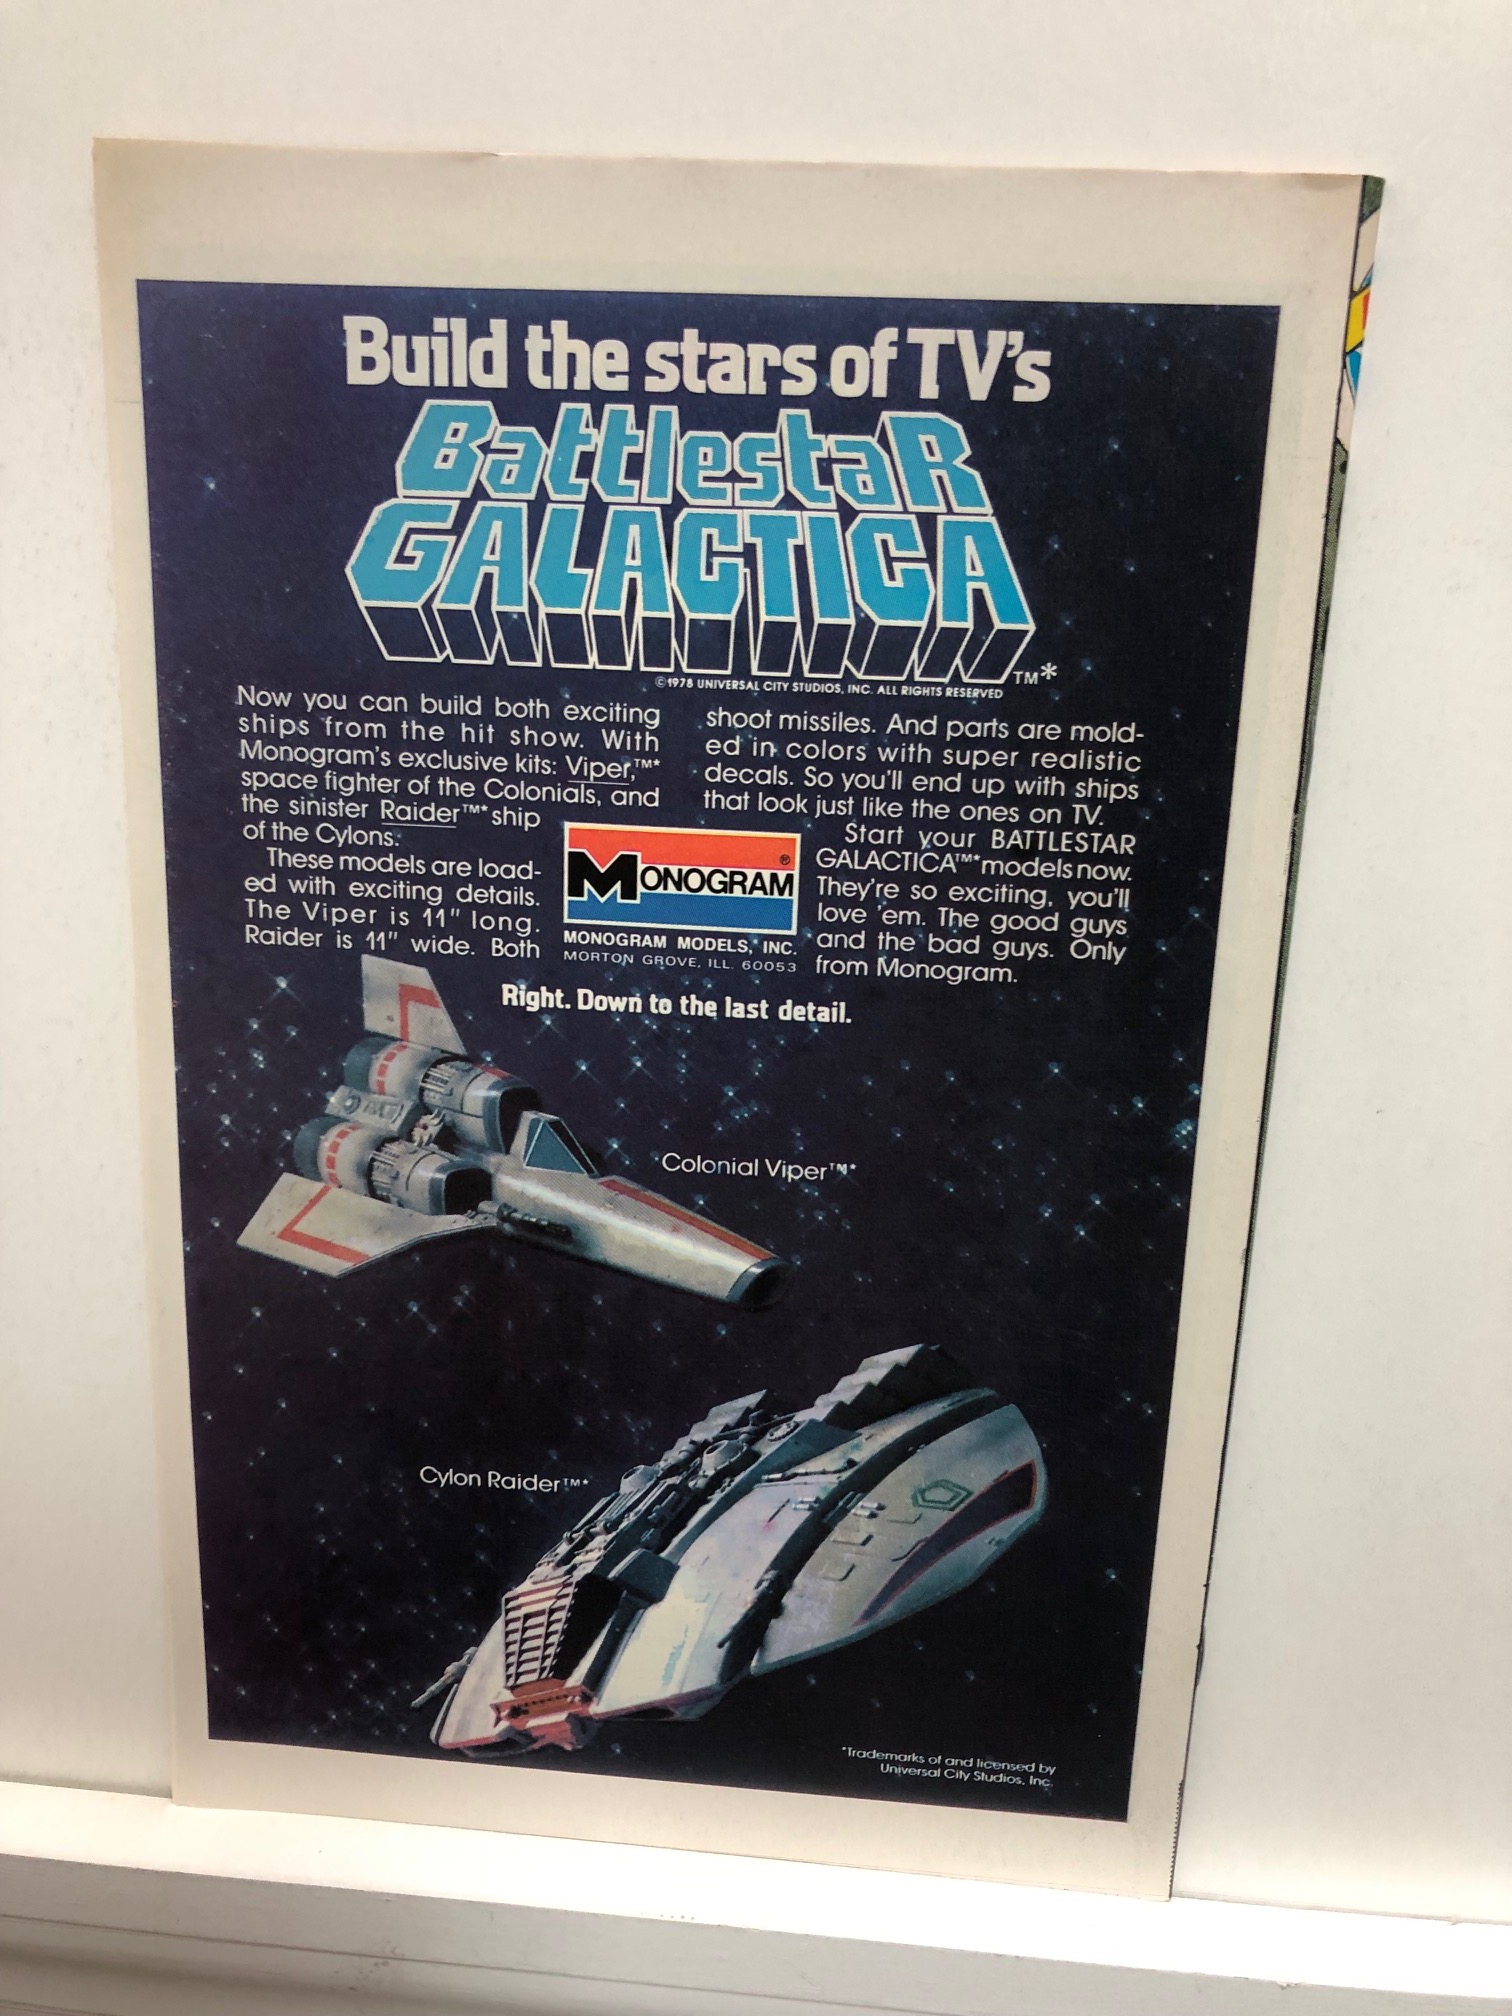 Build the stars of TV's
BattlestaR
GALACTICA
TM*
©1978 UNIVERSAL CITY STUDIOS, INC. ALL RIGHTS RESERVED
Now you can build both exciting
ships from the hit show. With
Monogram's exclusive kits: Viper,™*
space fighter of the Colonials, and
the sinister Raider™* ship
of the Cylons.
These models are load-
ed with exciting details.
The Viper is 11" long.
Raider is 11" wide. Both
shoot missiles. And parts are mold-
ed in colors with super realistic
decals. So you'll end up with ships
that look just like the ones on TV.
Start your BATTLESTAR
GALACTICA™* models now.
They're so exciting, you'll
love 'em. The good guys
and the bad guys. Only
from Monogram.
MONOGRAM®
MONOGRAM MODELS, INC.
MORTON GROVE, ILL. 60053
Right. Down to the last detail.
Colonial Viper™*
Cylon Raider™*
*Trademarks of and licensed by
Universal City Studios, Inc.